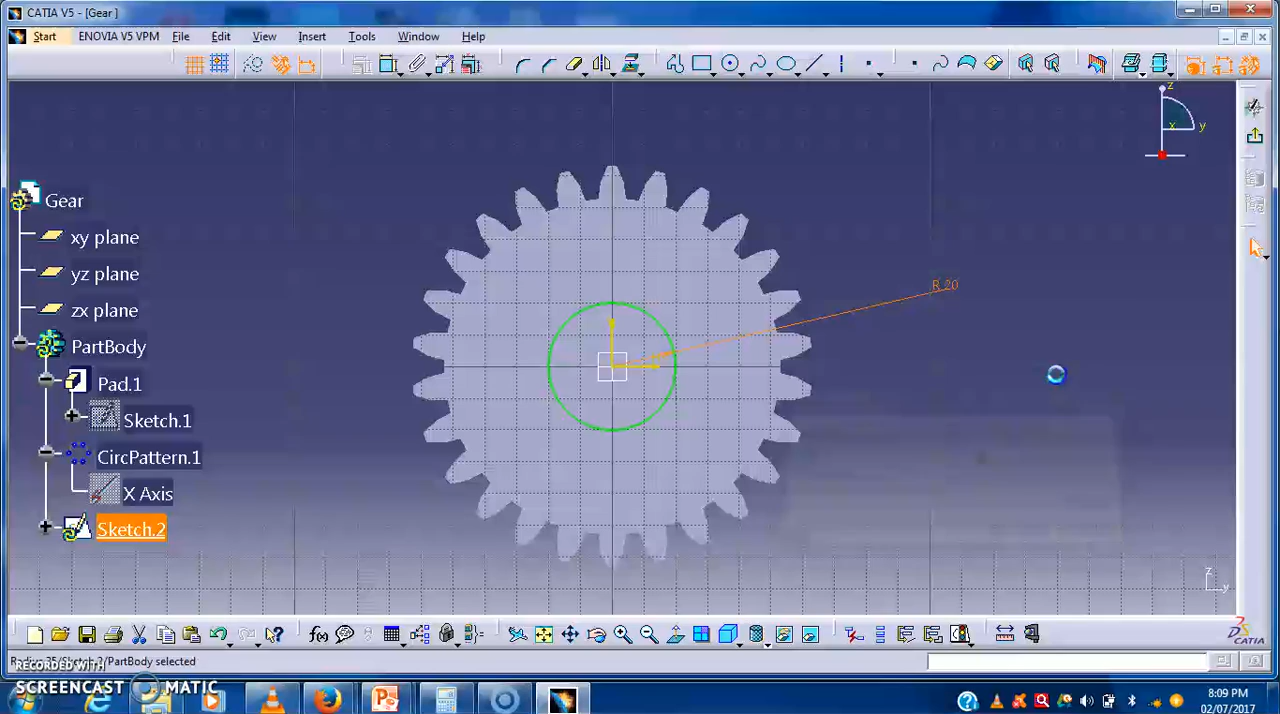 CATIA V5 - [Gear ]
Start ENOVIA V5 VPM File Edit View Insert Tools Window Help
z
x y
Gear
xy plane
yz plane
zx plane
PartBody
Pad.1
Sketch.1
CircPattern.1
X Axis
Sketch.2
R 20
z
y
CATIA
/PartBody selected
RECORDED WITH
SCREENCAST MATIC
8:09 PM
02/07/2017